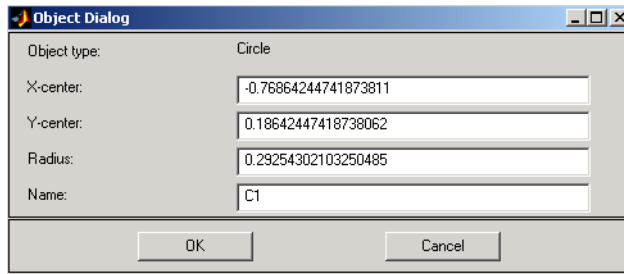 Object Dialog
Object type: Circle
X-center: -0.76864244741873811
Y-center: 0.18642447418738062
Radius: 0.29254302103250485
Name: C1
OK Cancel